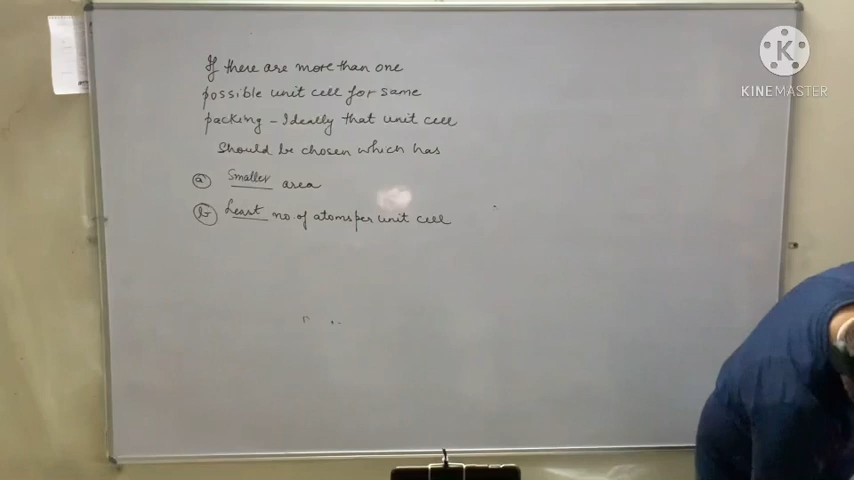 If there are more than one
possible unit cell for same
packing - Ideally that unit cell
should be chosen which has
(a) Smaller area
(b) Least no. of atoms per unit cell
K
KINEMASTER